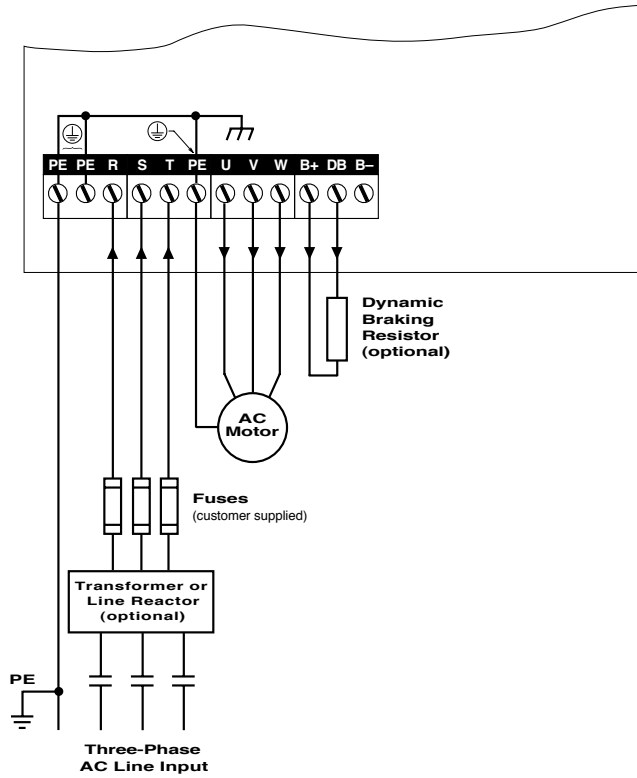 PE PE R S T PE U V W B+ DB B–
Dynamic
Braking
Resistor
(optional)
AC
Motor
Fuses
(customer supplied)
Transformer or
Line Reactor
(optional)
PE
Three-Phase
AC Line Input